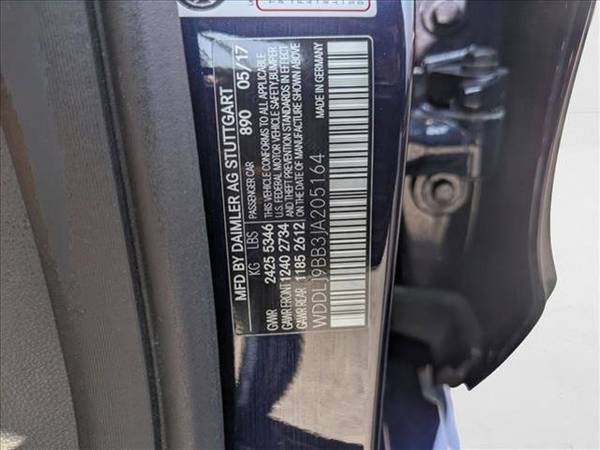 MFD BY DAIMLER AG STUTTGART
PASSENGER CAR 890 05/17
KG LBS
GVWR 2425 5346
GAWR FRONT 1240 2734
GAWR REAR 1185 2612
THIS VEHICLE CONFORMS TO ALL APPLICABLE
U.S. FEDERAL MOTOR VEHICLE SAFETY, BUMPER
AND THEFT PREVENTION STANDARDS IN EFFECT
ON THE DATE OF MANUFACTURE SHOWN ABOVE
MADE IN GERMANY
WDDLJ9BB3JA205164